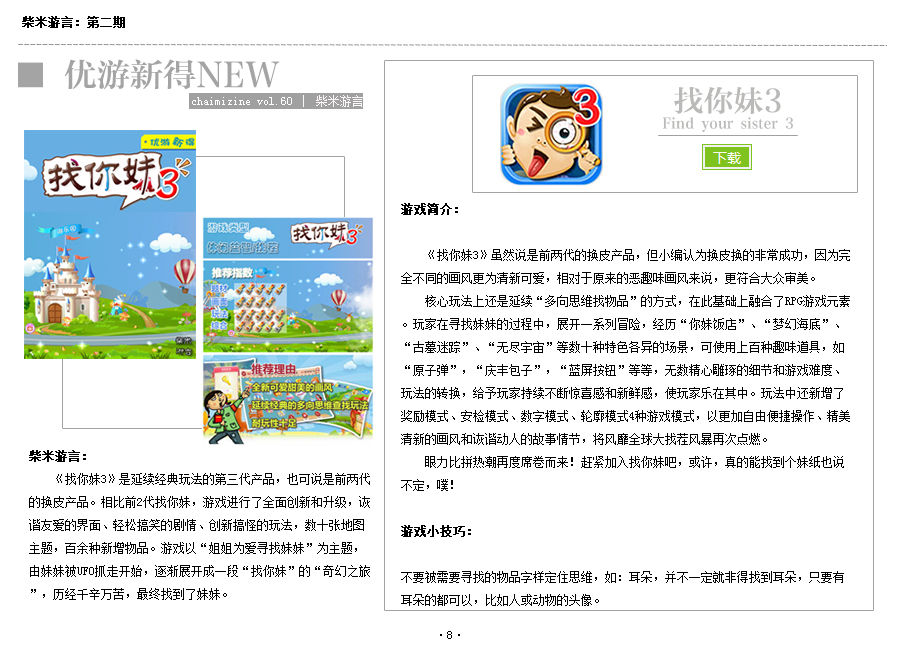 柴米游言：第二期
优游新得NEW
chaimizine vol.60 | 柴米游言
·优游新得
找你妹3
游戏类型
休闲益智/找茬
找你妹3
推荐指数
题材
画面
玩法
综合
推荐理由
全新可爱甜美的画风
延续经典的多向思维查找玩法
耐玩性十足
柴米游言：
《找你妹3》是延续经典玩法的第三代产品，也可说是前两代
的换皮产品。相比前2代找你妹，游戏进行了全面创新和升级，诙
谐友爱的界面、轻松搞笑的剧情、创新搞怪的玩法，数十张地图
主题，百余种新增物品。游戏以“姐姐为爱寻找妹妹”为主题，
由妹妹被UFO抓走开始，逐渐展开成一段“找你妹”的“奇幻之旅
”，历经千辛万苦，最终找到了妹妹。
3
找你妹3
Find your sister 3
下载
游戏简介：
《找你妹3》虽然说是前两代的换皮产品，但小编认为换皮换的非常成功，因为完
全不同的画风更为清新可爱，相对于原来的恶趣味画风来说，更符合大众审美。
核心玩法上还是延续“多向思维找物品”的方式，在此基础上融合了RPG游戏元素
。玩家在寻找妹妹的过程中，展开一系列冒险，经历“你妹饭店”、“梦幻海底”、
“古墓迷踪”、“无尽宇宙”等数十种特色各异的场景，可使用上百种趣味道具，如
“原子弹”，“庆丰包子”，“蓝屏按钮”等等，无数精心雕琢的细节和游戏难度、
玩法的转换，给予玩家持续不断惊喜感和新鲜感，使玩家乐在其中。玩法中还新增了
奖励模式、安检模式、数字模式、轮廓模式4种游戏模式，以更加自由便捷操作、精美
清新的画风和诙谐动人的故事情节，将风靡全球大找茬风暴再次点燃。
眼力比拼热潮再度席卷而来！赶紧加入找你妹吧，或许，真的能找到个妹纸也说
不定，噗！
游戏小技巧：
不要被需要寻找的物品字样定住思维，如：耳朵，并不一定就非得找到耳朵，只要有
耳朵的都可以，比如人或动物的头像。
·8·